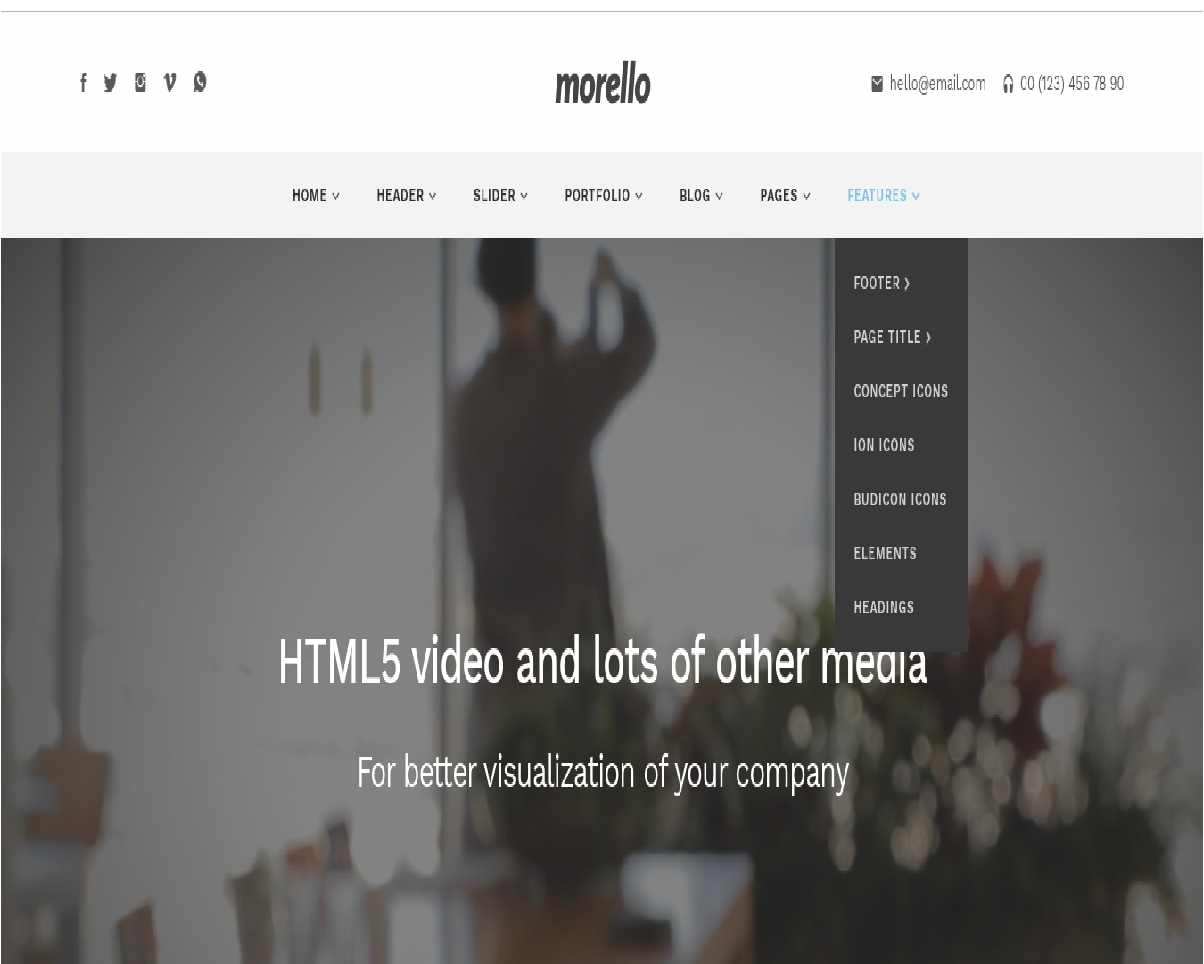 morello
hello@email.com 00 (123) 456 78 90
HOME HEADER SLIDER PORTFOLIO BLOG PAGES FEATURES
FOOTER
PAGE TITLE
CONCEPT ICONS
ION ICONS
BUDICON ICONS
ELEMENTS
HEADINGS
HTML5 video and lots of other media
For better visualization of your company